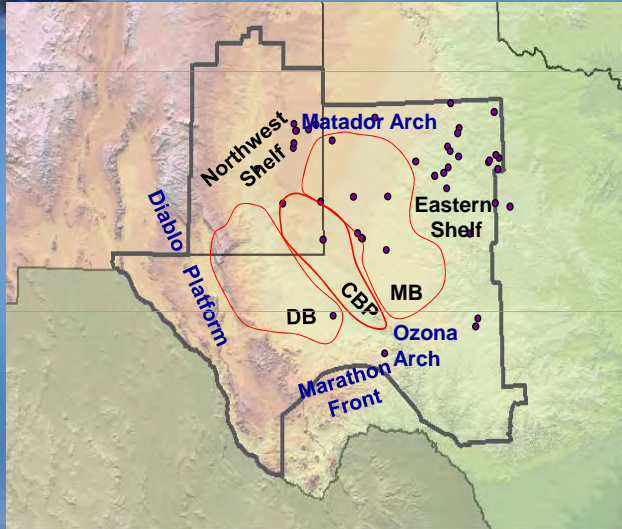 Matador Arch
Northwest
Shelf
Diablo
Platform
Eastern
Shelf
DB
CBP
MB
Ozona
Arch
Marathon
Front